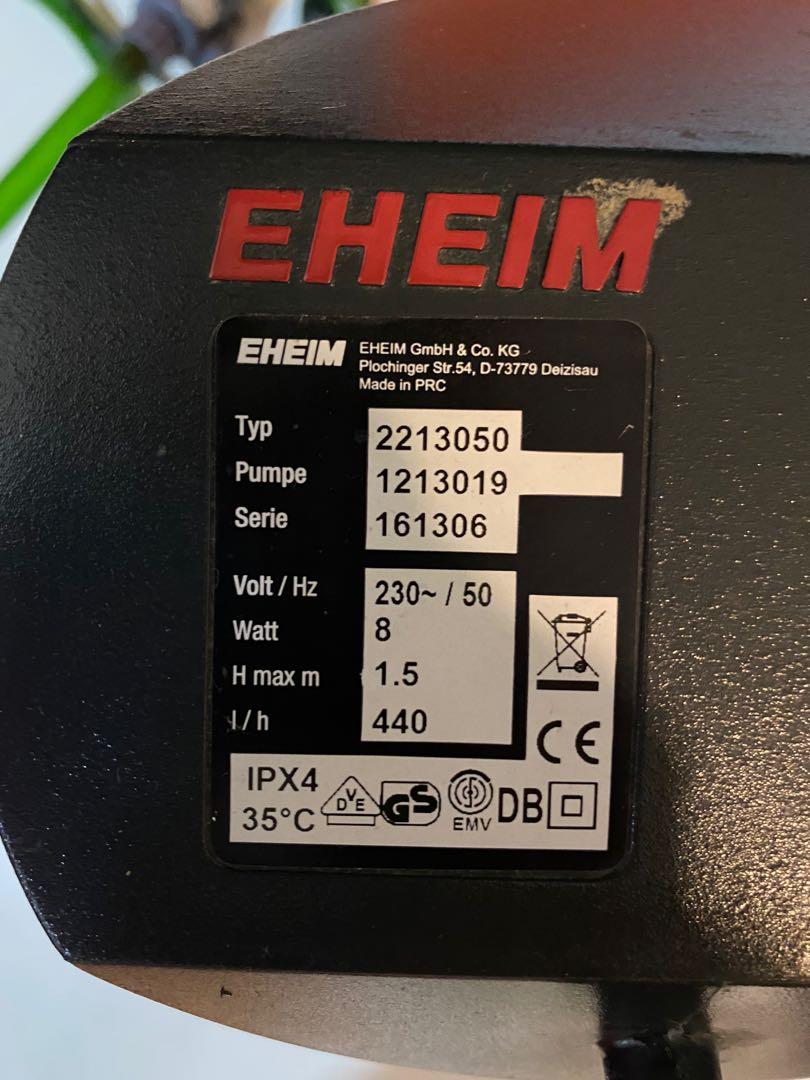 EHEIM
EHEIM EHEIM GmbH & Co. KG
Plochinger Str.54, D-73779 Deizisau
Made in PRC
Typ 2213050
Pumpe 1213019
Serie 161306
Volt / Hz 230~ / 50
Watt 8
H max m 1.5
l/h 440
CE
IPX4
35°C
DVE
GS
EMV
DB